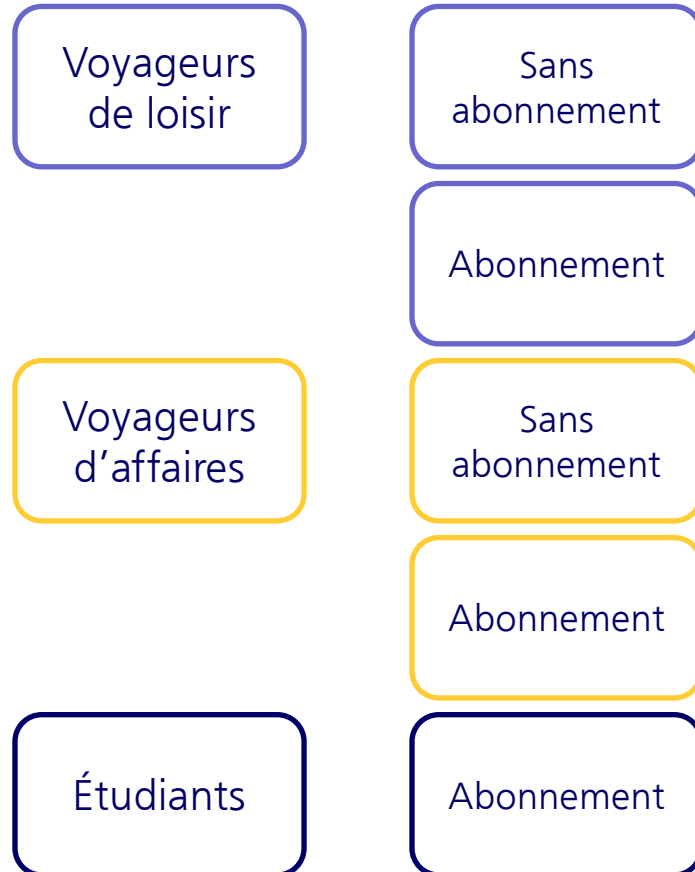 Voyageurs
de loisir
Sans
abonnement
Abonnement
Voyageurs
d’affaires
Sans
abonnement
Abonnement
Étudiants
Abonnement